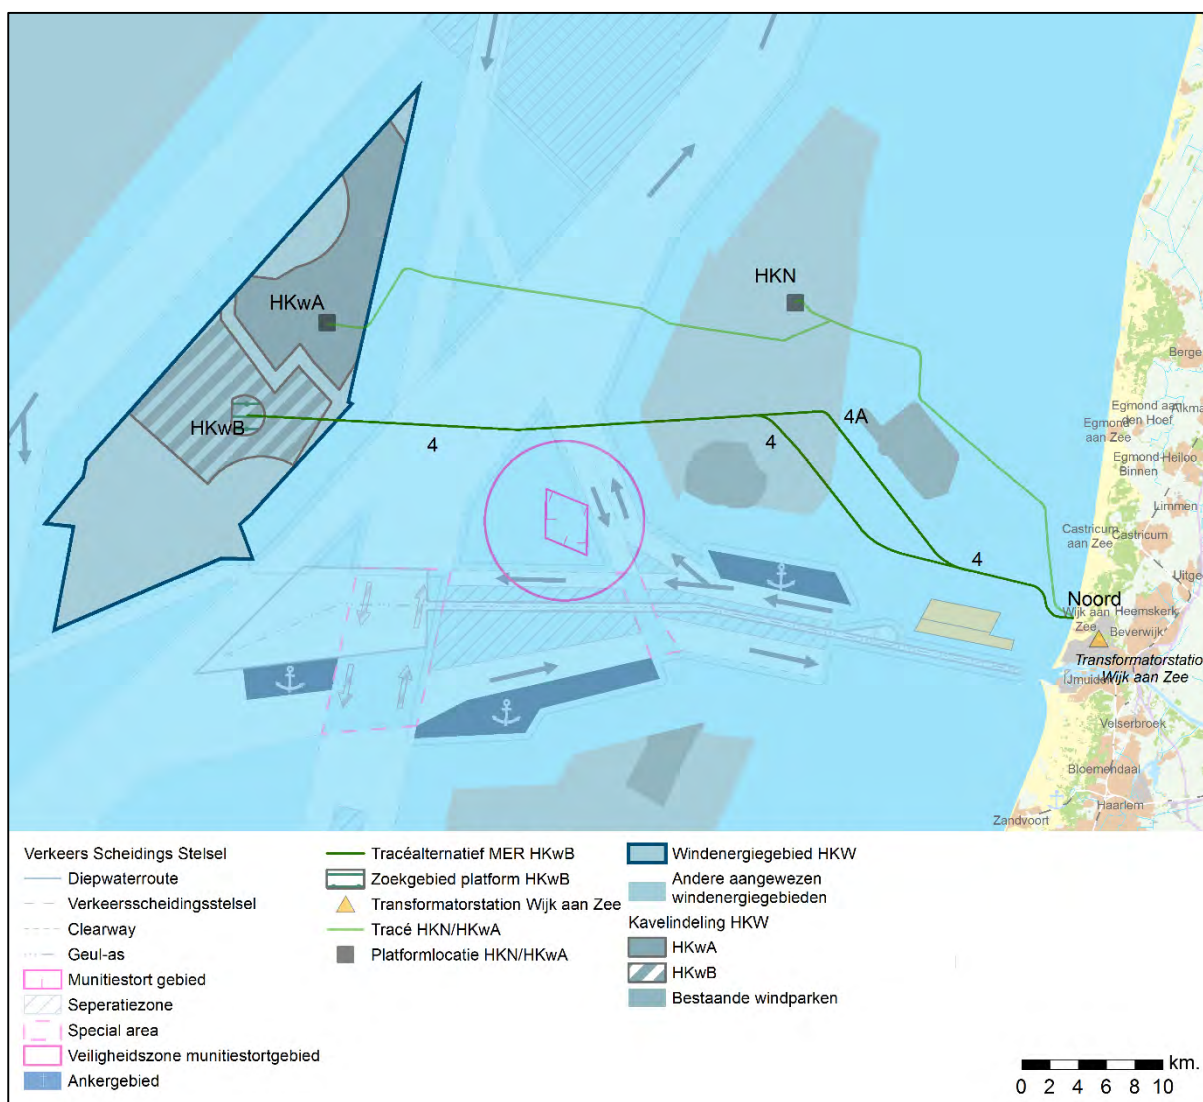 HKN
HKwA
Berge
4A
Egmond aan
den Hoef
Alkma
HKwB
4
4
Egmond
aan Zee
Egmond-Heiloo
Binnen
Limmen
Castricum
aan Zee
Castricum
4
Uitge
Noord
Wijk aan
Zee
Heemskerk
Beverwijk
Transformatorstation
Wijk aan Zee
IJmuiden
Velserbroek
Bloemendaal
Haarlem
Zandvoort
Verkeers Scheidings Stelsel
Diepwaterroute
Verkeersscheidingsstelsel
Clearway
Geul-as
Munitiestort gebied
Seperatiezone
Special area
Veiligheidszone munitiestortgebied
Ankergebied
Tracéalternatief MER HKwB
Zoekgebied platform HKwB
Transformatorstation Wijk aan Zee
Tracé HKN/HKwA
Platformlocatie HKN/HKwA
Windenergiegebied HKW
Andere aangewezen
windenergiegebieden
Kavelindeling HKW
HKwA
HKwB
Bestaande windparken
km.
0 2 4 6 8 10